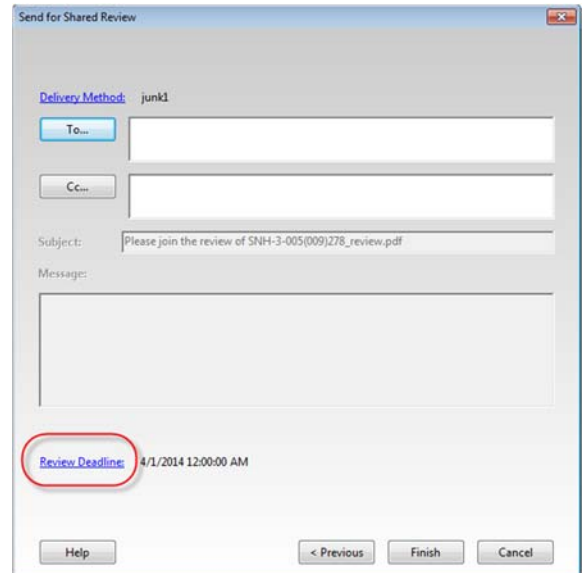 Send for Shared Review
Delivery Method: junk1
To...
Cc...
Subject: Please join the review of SNH-3-005(009)278_review.pdf
Message:
Review Deadline: 4/1/2014 12:00:00 AM
Help < Previous Finish Cancel